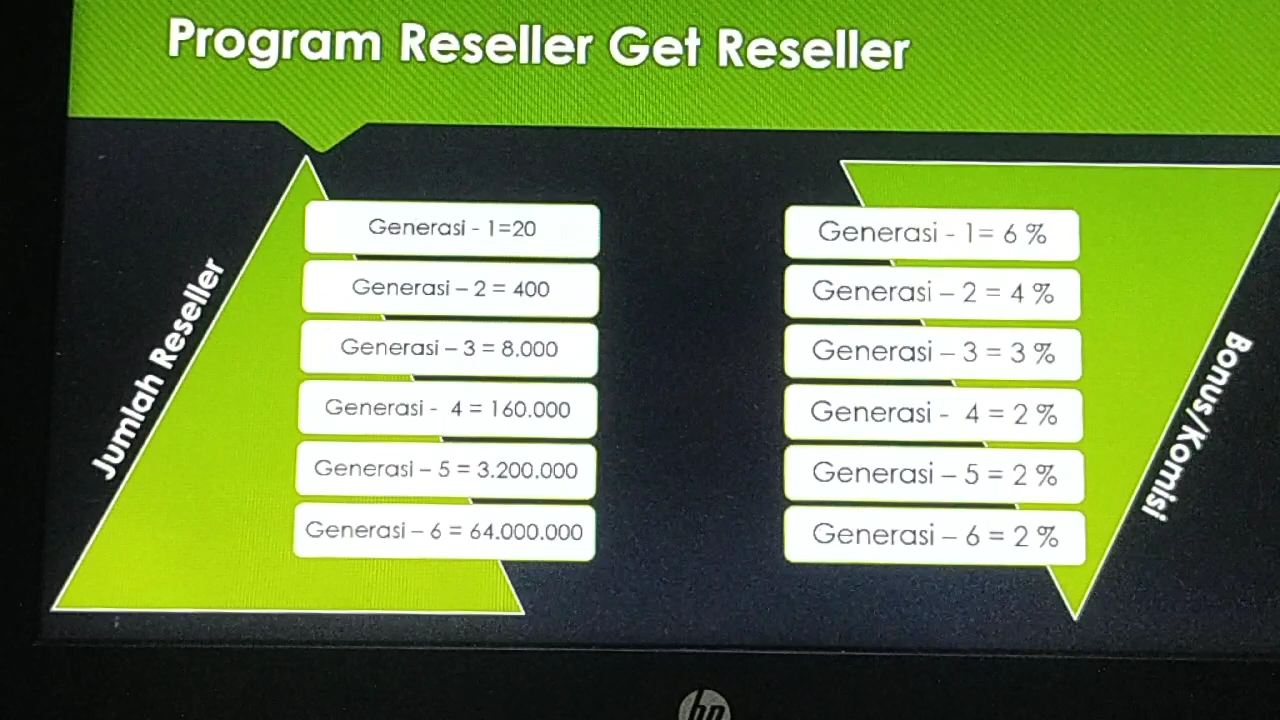 Program Reseller Get Reseller
Jumlah Reseller
Generasi - 1=20
Generasi – 2 = 400
Generasi – 3 = 8.000
Generasi -  4 = 160.000
Generasi – 5 = 3.200.000
Generasi – 6 = 64.000.000
Generasi - 1= 6 %
Generasi – 2 = 4 %
Generasi – 3 = 3 %
Generasi -  4 = 2 %
Generasi – 5 = 2 %
Generasi – 6 = 2 %
Bonus/Komisi
hp